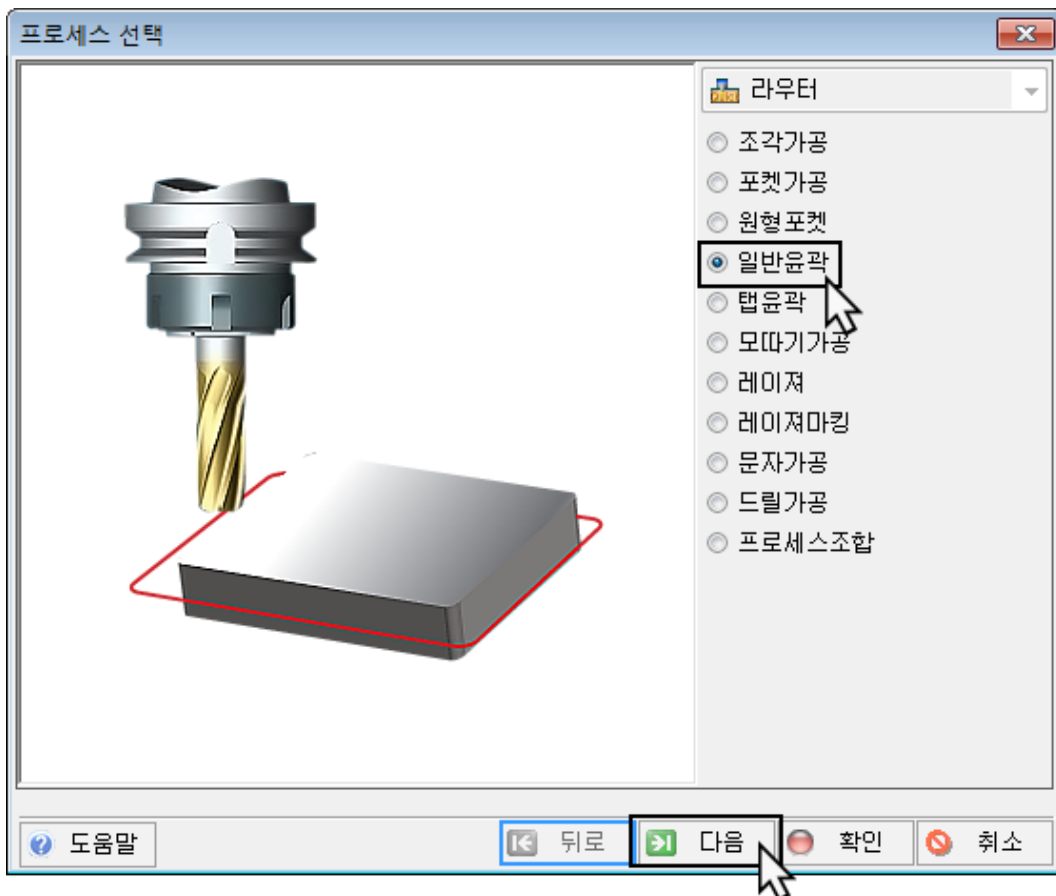 프로세스 선택
라우터
조각가공
포켓가공
원형포켓
일반윤곽
탭윤곽
모따기가공
레이져
레이져마킹
문자가공
드릴가공
프로세스조합
도움말 뒤로 다음 확인 취소